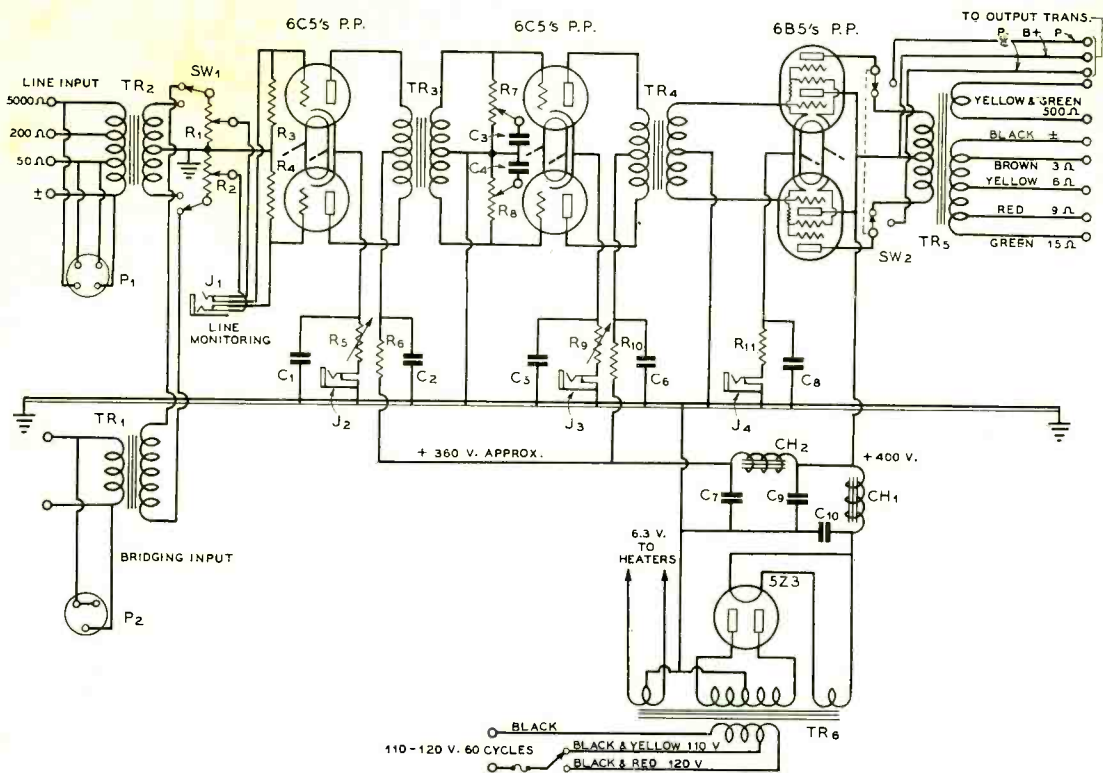 6C5's P.P.
6C5's P.P.
6B5's P.P.
TO OUTPUT TRANS.
P B+ P
LINE INPUT
5000Ω
200Ω
50Ω
±
TR2
SW1
R1
R2
R3
R4
TR3
R7
C3
C4
R8
TR4
SW2
TR5
YELLOW & GREEN
500Ω
BLACK ±
BROWN 3Ω
YELLOW 6Ω
RED 9Ω
GREEN 15Ω
P1
J1
LINE
MONITORING
C1
R5
R6
C2
J2
C5
R9
R10
C6
J3
R11
C8
J4
TR1
BRIDGING INPUT
P2
+ 360 V. APPROX.
CH2
+400 V.
C7
C9
C10
CH1
6.3 V.
TO
HEATERS
5Z3
TR6
BLACK
110-120 V. 60 CYCLES
BLACK & YELLOW 110 V
BLACK & RED 120 V